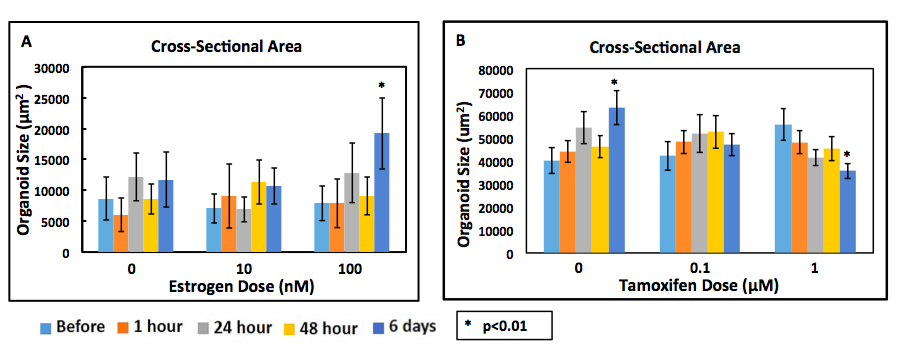 A
Cross-Sectional Area
Organoid Size (µm²)
30000
25000
20000
15000
10000
5000
0
*
0
10
100
Estrogen Dose (nM)
B
Cross-Sectional Area
Organoid Size (um²)
80000
70000
60000
50000
40000
30000
20000
10000
0
*
*
0
0.1
1
Tamoxifen Dose (µM)
Before
1 hour
24 hour
48 hour
6 days
* p<0.01